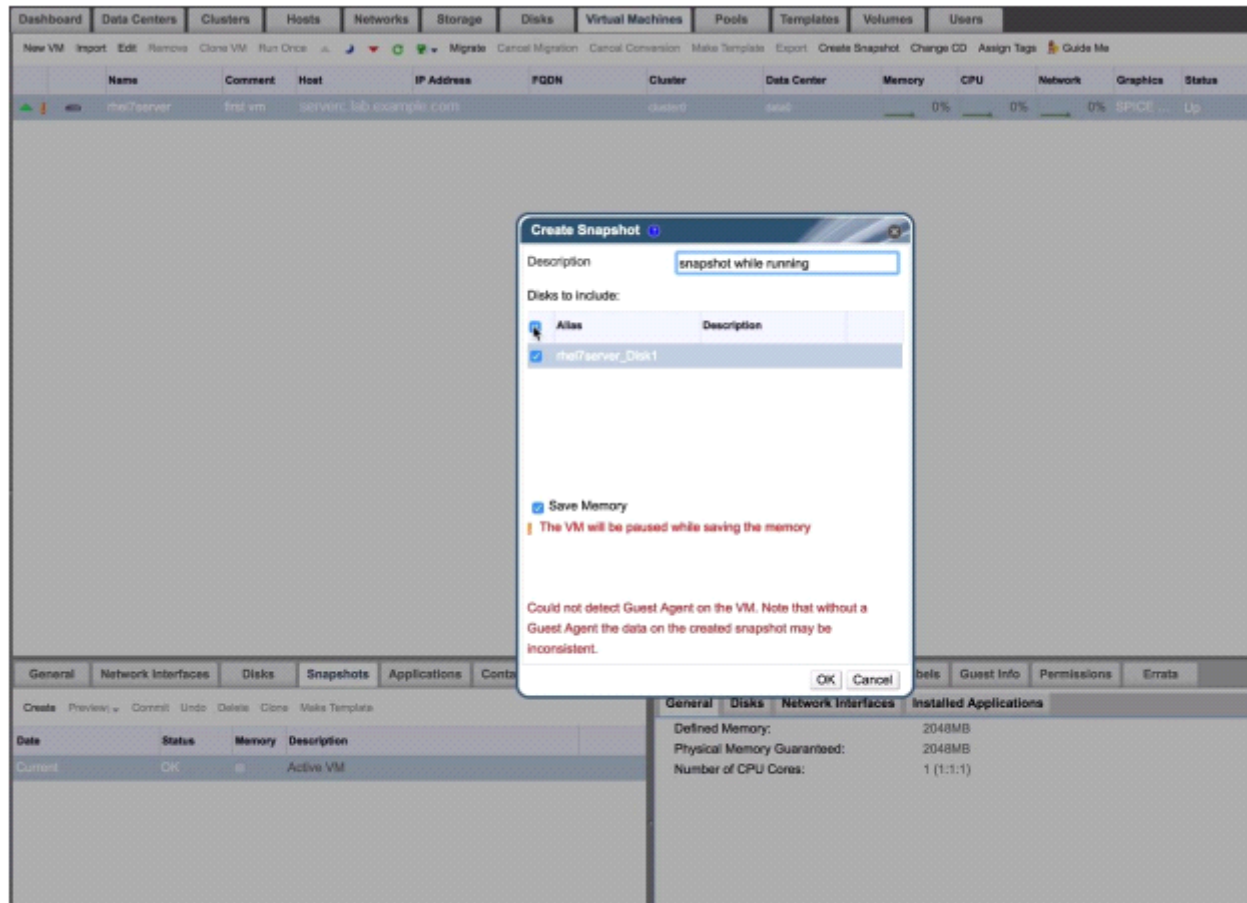 Dashboard Data Centers Clusters Hosts Networks Storage Disks Virtual Machines Pools Templates Volumes Users
New VM Import Edit Remove Clone VM Run Once Migrate Cancel Migration Cancel Conversion Make Template Export Create Snapshot Change CD Assign Tags Guide Me
Name Comment Host IP Address FQDN Cluster Data Center Memory CPU Network Graphics Status
rhel7server first vm serverc.lab.example.com cluster0 data0 0% 0% 0% SPICE ... Up
Create Snapshot
Description snapshot while running
Disks to include:
Alias Description
rhel7server_Disk1
Save Memory
The VM will be paused while saving the memory
Could not detect Guest Agent on the VM. Note that without a
Guest Agent the data on the created snapshot may be
inconsistent.
OK Cancel
General Network Interfaces Disks Snapshots Applications Conta bels Guest Info Permissions Errata
Create Preview Commit Undo Delete Clone Make Template
General Disks Network Interfaces Installed Applications
Date Status Memory Description
Current OK Active VM
Defined Memory: 2048MB
Physical Memory Guaranteed: 2048MB
Number of CPU Cores: 1 (1:1:1)